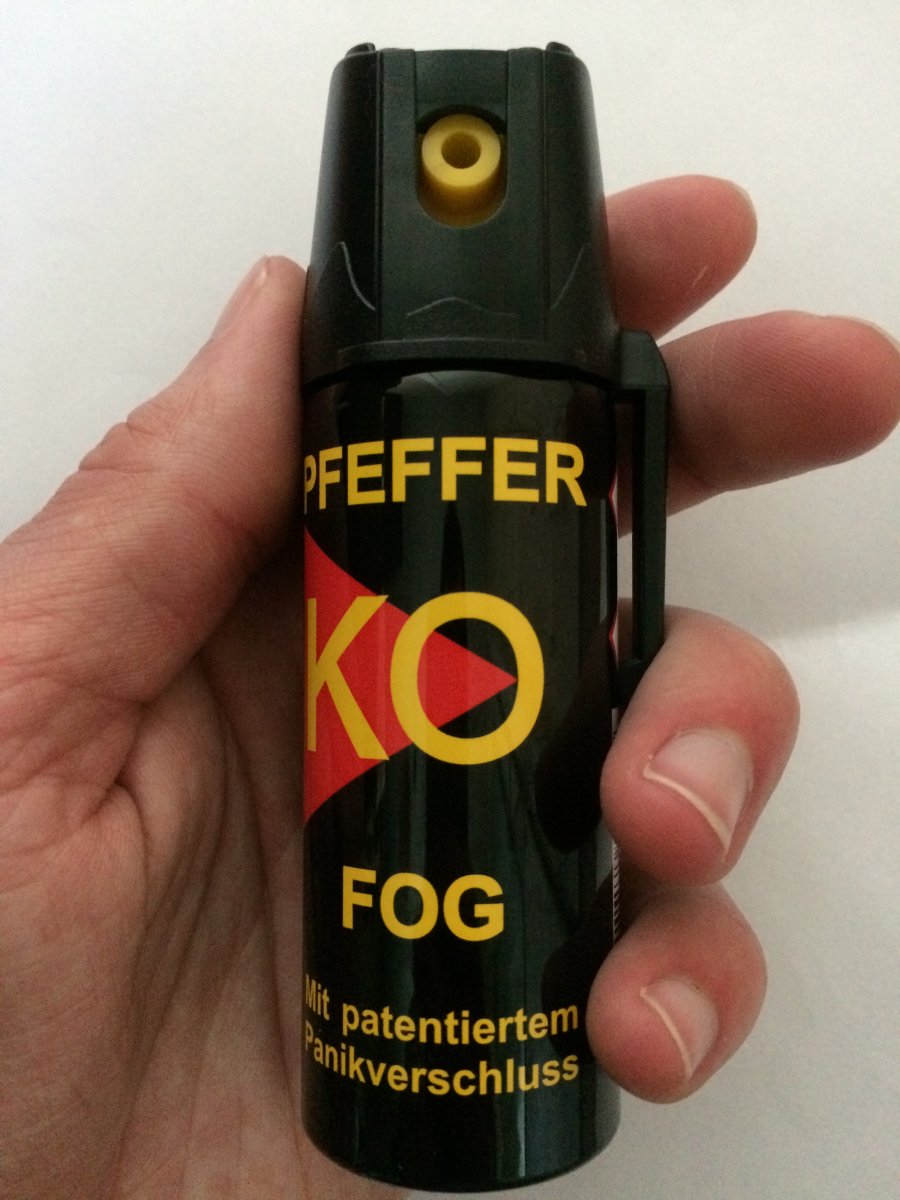 PFEFFER
KO
FOG
Mit patentiertem
Panikverschluss